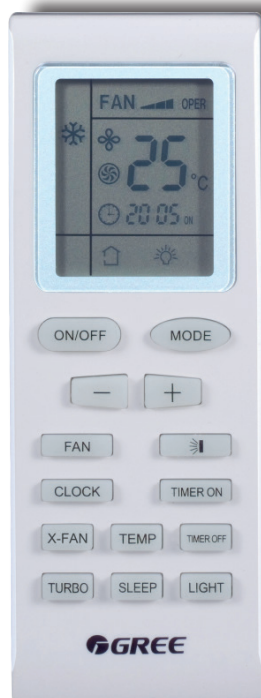 FAN OPER
25 °C
20 05 ON
ON/OFF MODE
- +
FAN
CLOCK TIMER ON
X-FAN TEMP TIMER OFF
TURBO SLEEP LIGHT
GREE